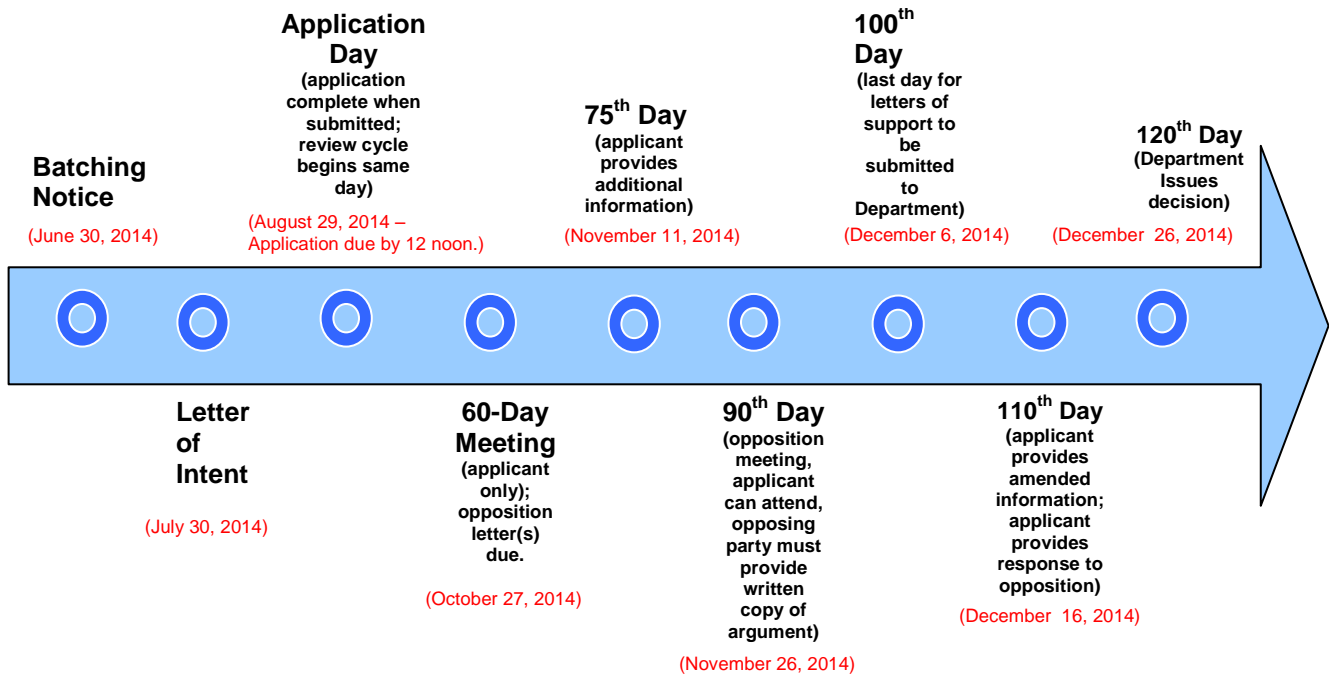 Batching
Notice
(June 30, 2014)
Letter
of
Intent
(July 30, 2014)
Application
Day
(application
complete when
submitted;
review cycle
begins same
day)
(August 29, 2014 –
Application due by 12 noon.)
60-Day
Meeting
(applicant
only);
opposition
letter(s)
due.
(October 27, 2014)
75th Day
(applicant
provides
additional
information)
(November 11, 2014)
90th Day
(opposition
meeting,
applicant
can attend,
opposing
party must
provide
written
copy of
argument)
(November 26, 2014)
100th
Day
(last day for
letters of
support to
be
submitted
to
Department)
(December 6, 2014)
110th Day
(applicant
provides
amended
information;
applicant
provides
response to
opposition)
(December 16, 2014)
120th Day
(Department
Issues
decision)
(December 26, 2014)